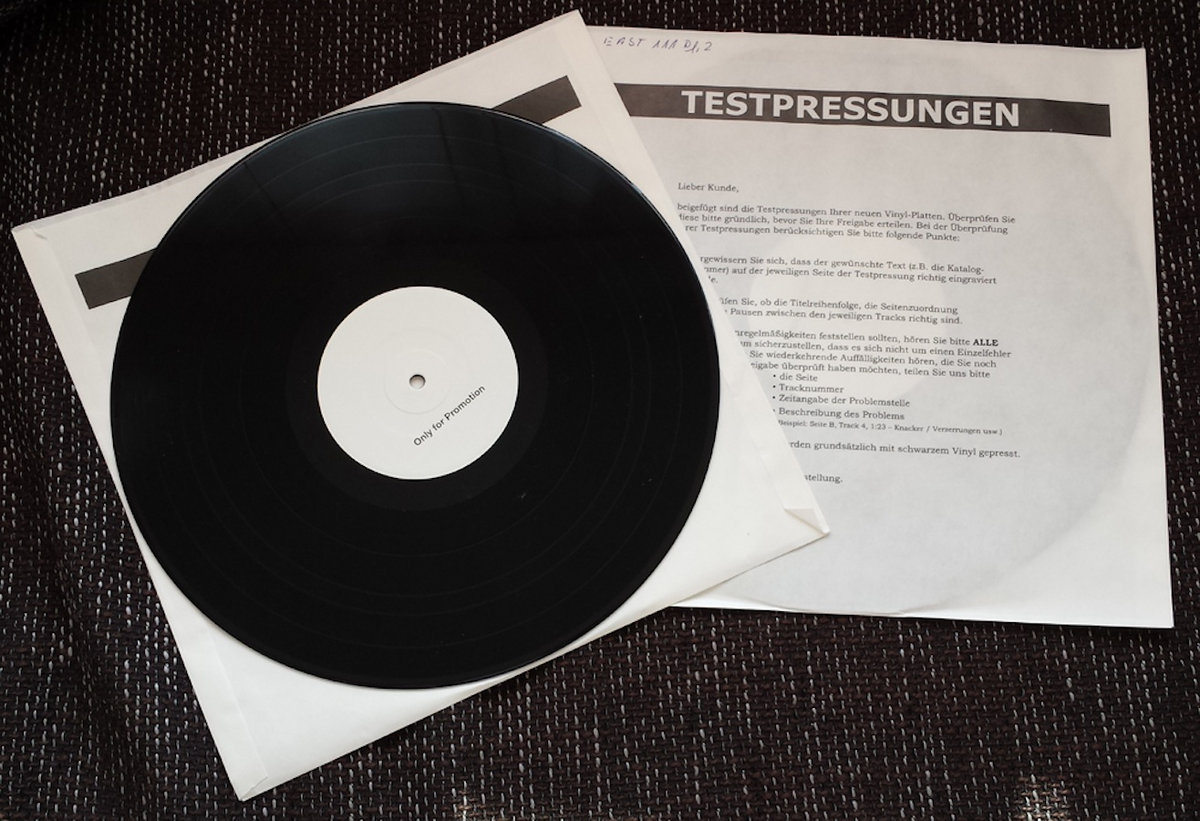 EAST 111 D1,2
TESTPRESSUNGEN
Lieber Kunde,
beigefügt sind die Testpressungen Ihrer neuen Vinyl-Platten. Überprüfen Sie
diese bitte gründlich, bevor Sie Ihre Freigabe erteilen. Bei der Überprüfung
rer Testpressungen berücksichtigen Sie bitte folgende Punkte:
rgewissern Sie sich, dass der gewünschte Text (z.B. die Katalog-
mer) auf der jeweiligen Seite der Testpressung richtig eingraviert
e.
fen Sie, ob die Titelreihenfolge, die Seitenzuordnung
Pausen zwischen den jeweiligen Tracks richtig sind.
nregelmäßigkeiten feststellen sollten, hören Sie bitte ALLE
m sicherzustellen, dass es sich nicht um einen Einzelfehler
Sie wiederkehrende Auffälligkeiten hören, die Sie noch
eigabe überprüft haben möchten, teilen Sie uns bitte
• die Seite
• Tracknummer
• Zeitangabe der Problemstelle
• Beschreibung des Problems
Beispiel: Seite B, Track 4, 1:23 – Knacker / Verzerrungen usw.)
rden grundsätzlich mit schwarzem Vinyl gepresst.
stellung.
Only for Promotion